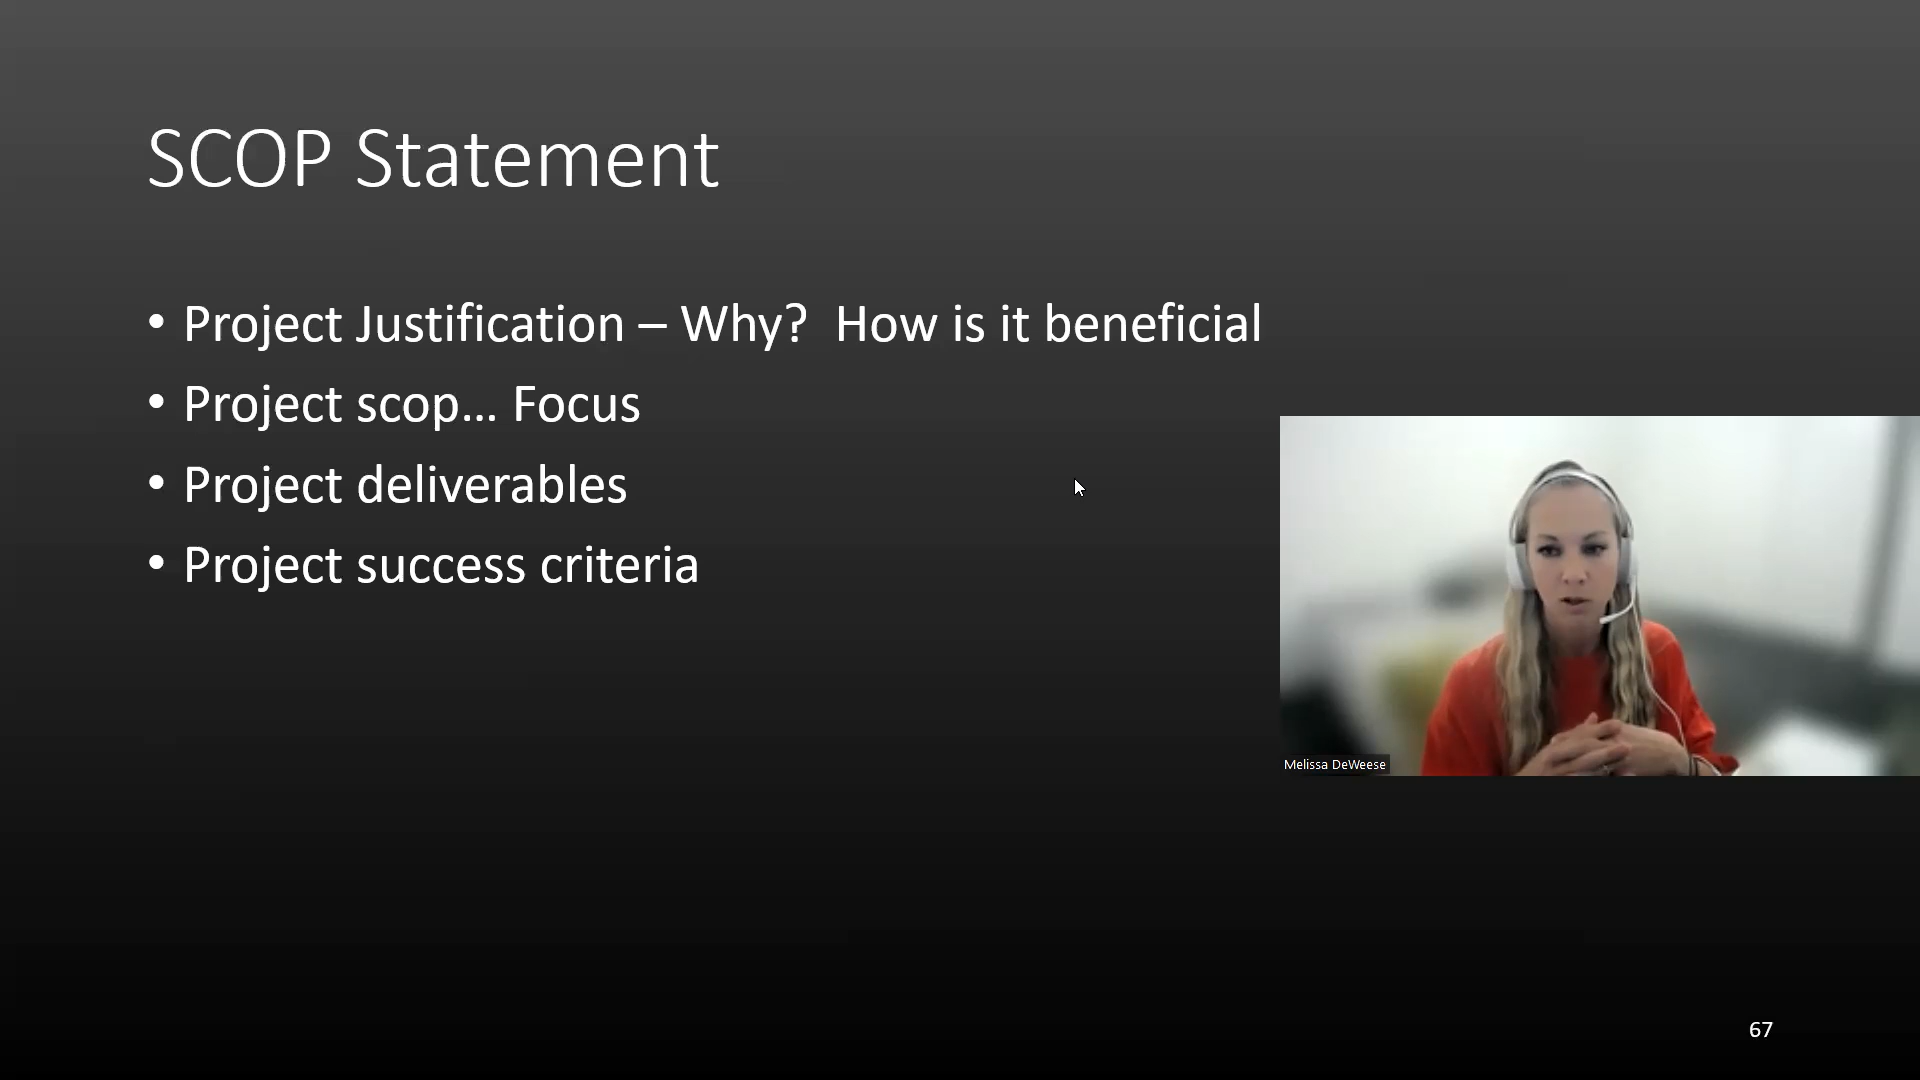 SCOP Statement
• Project Justification – Why?  How is it beneficial
• Project scop… Focus
• Project deliverables
• Project success criteria
Melissa DeWeese
67